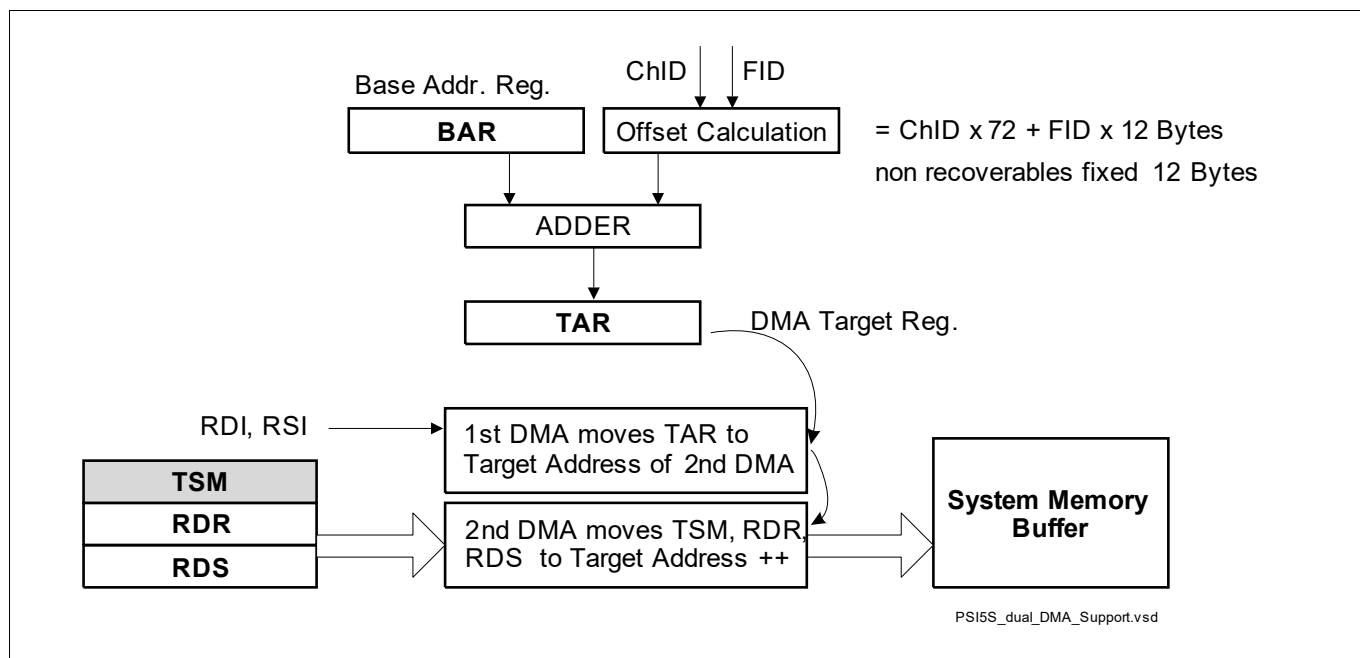 ChID FID
Base Addr. Reg.
BAR
Offset Calculation
= ChID x 72 + FID x 12 Bytes
non recoverables fixed 12 Bytes
ADDER
TAR
DMA Target Reg.
RDI, RSI
1st DMA moves TAR to
Target Address of 2nd DMA
TSM
RDR
RDS
2nd DMA moves TSM, RDR,
RDS to Target Address ++
System Memory
Buffer
PSI5S_dual_DMA_Support.vsd